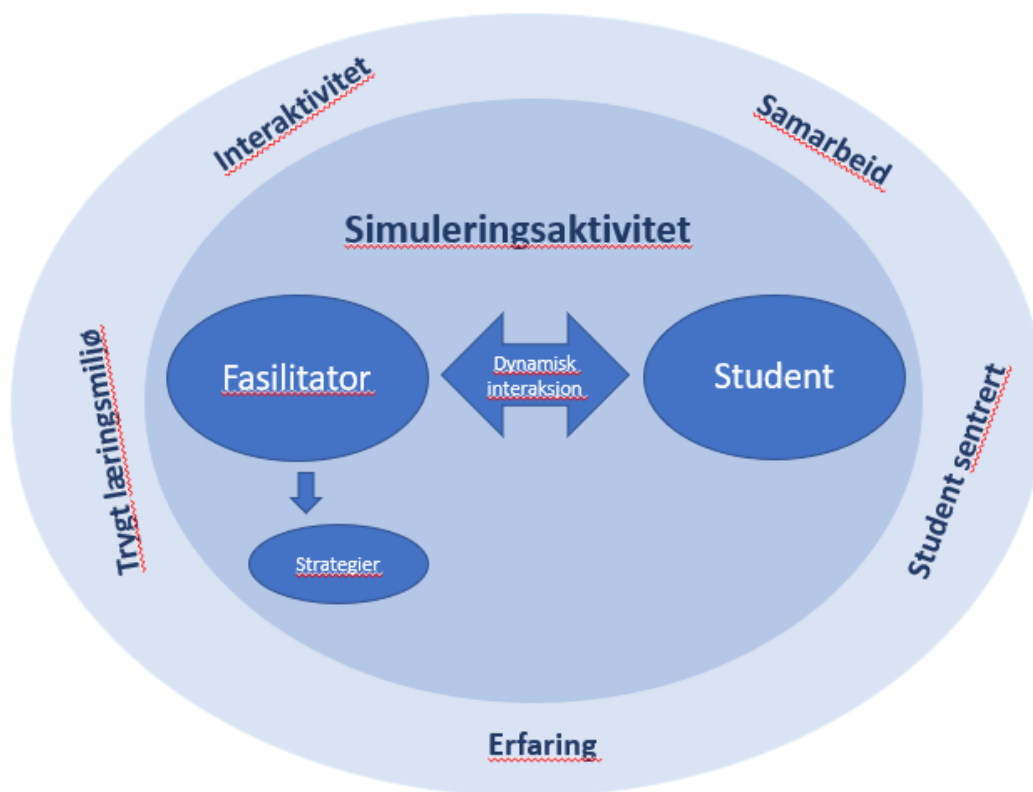 Interaktivitet
Samarbeid
Simuleringsaktivitet
Trygt læringsmiljø
Fasilitator
Dynamisk
interaksjon
Student
Student sentrert
Strategier
Erfaring